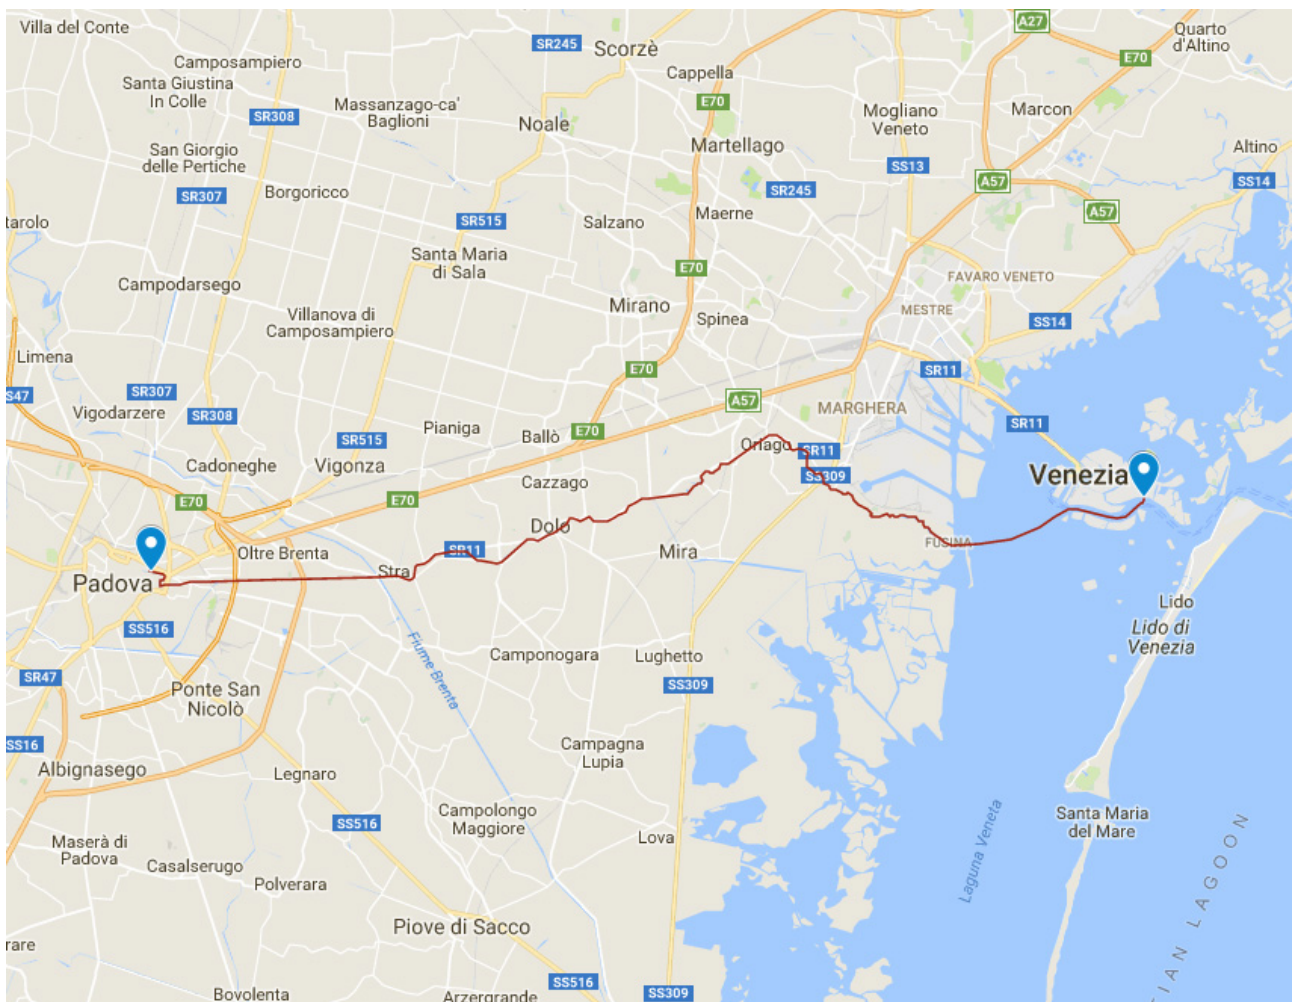 Villa del Conte
SR245
Scorzè
A27
Quarto
d'Altino
Camposampiero
Cappella
E70
Santa Giustina
In Colle
Massanzago-ca'
Baglioni
E70
Mogliano
Veneto
Marcon
SR308
Noale
San Giorgio
delle Pertiche
Martellago
Altino
SS13
SR307
Borgoricco
SR245
A57
SS14
tarolo
SR515
Salzano
Maerne
A57
Santa Maria
di Sala
E70
FAVARO VENETO
Campodarsego
Villanova di
Camposampiero
Mirano
Spinea
MESTRE
SS14
Limena
E70
SR11
S47
SR307
Vigodarzere
SR308
A57
MARGHERA
Pianiga
Ballò
E70
SR515
SR11
Oriago
SR11
Cadoneghe
Vigonza
SS309
Venezia
Cazzago
E70
E70
Dolo
Oltre Brenta
SR11
Mira
FUSINA
Padova
Stra
Lido
SS516
Lido di
Venezia
Fiume Brenta
Camponogara
Lughetto
SR47
SS309
Ponte San
Nicolò
SS16
Campagna
Lupia
Albignasego
Legnaro
Campolongo
Maggiore
Laguna Veneta
Santa Maria
del Mare
SS516
Maserà di
Padova
Lova
Casalserugo
Polverara
TIAN LAGOON
Piove di Sacco
rare
SS516
SS309
Bovolenta
Arzergrande